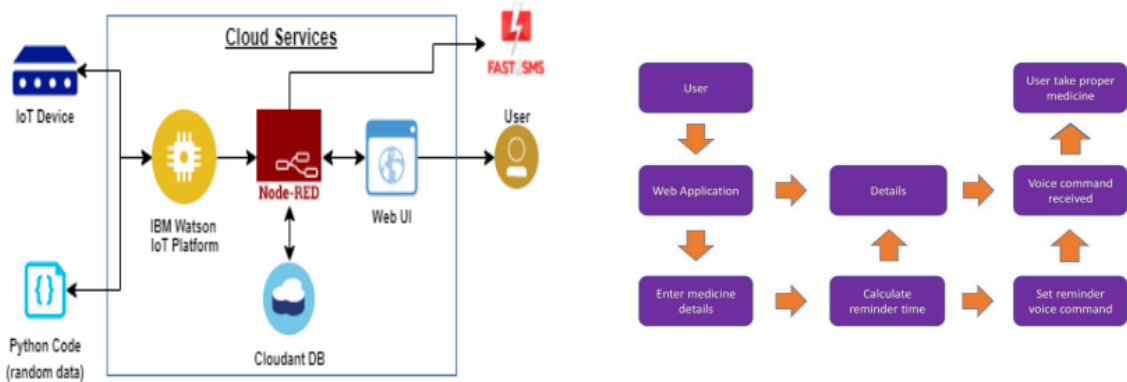 Cloud Services
FAST2SMS
IoT Device
User
Node-RED
IBM Watson
IoT Platform
Web UI
Python Code
(random data)
Cloudant DB
User
User take proper
medicine
Web Application
Details
Voice command
received
Enter medicine
details
Calculate
reminder time
Set reminder
voice command